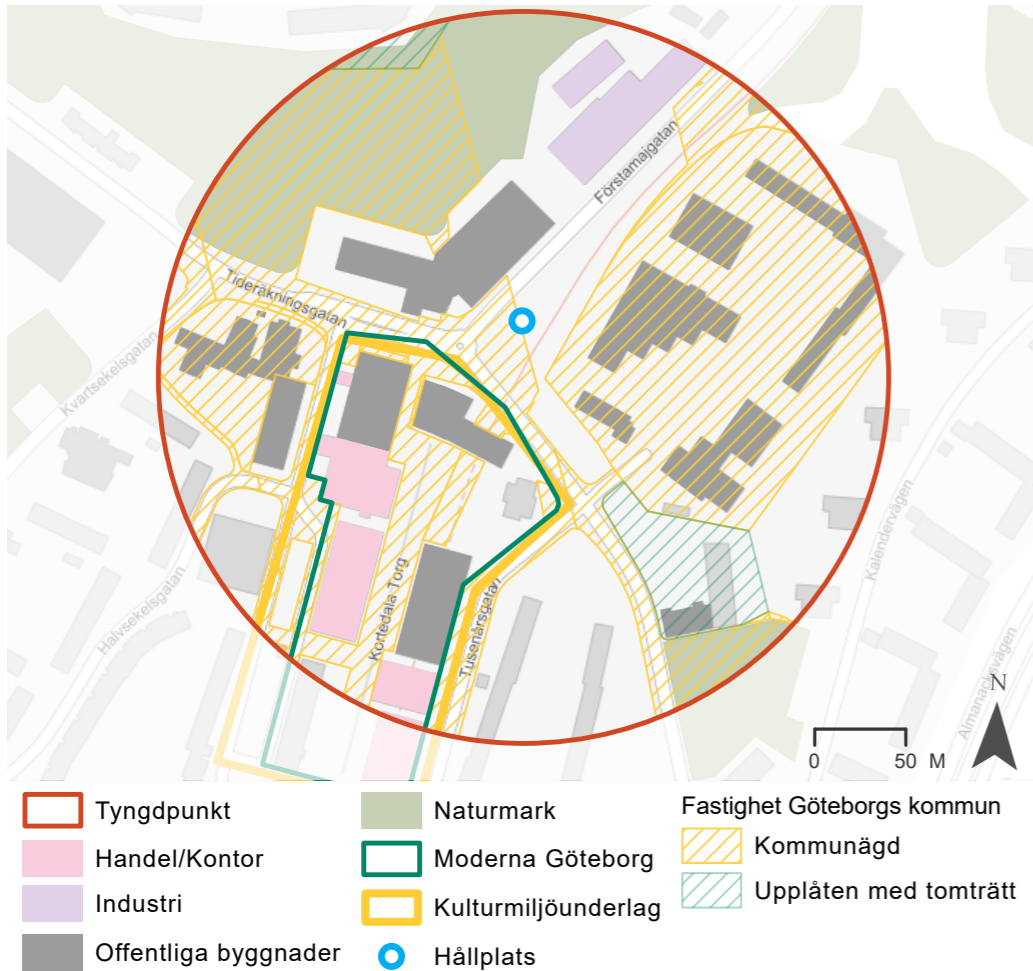 Förstamajgatan
Tideräkningsgatan
Kvartsekelsgatan
Halvsekelsgatan
Kortedala Torg
Tusenårsgatan
Kalendervägen
Almanacksvägen
N
0 50 M
Tyngdpunkt
Handel/Kontor
Industri
Offentliga byggnader
Naturmark
Moderna Göteborg
Kulturmiljöunderlag
Hållplats
Fastighet Göteborgs kommun
Kommunägd
Upplåten med tomträtt